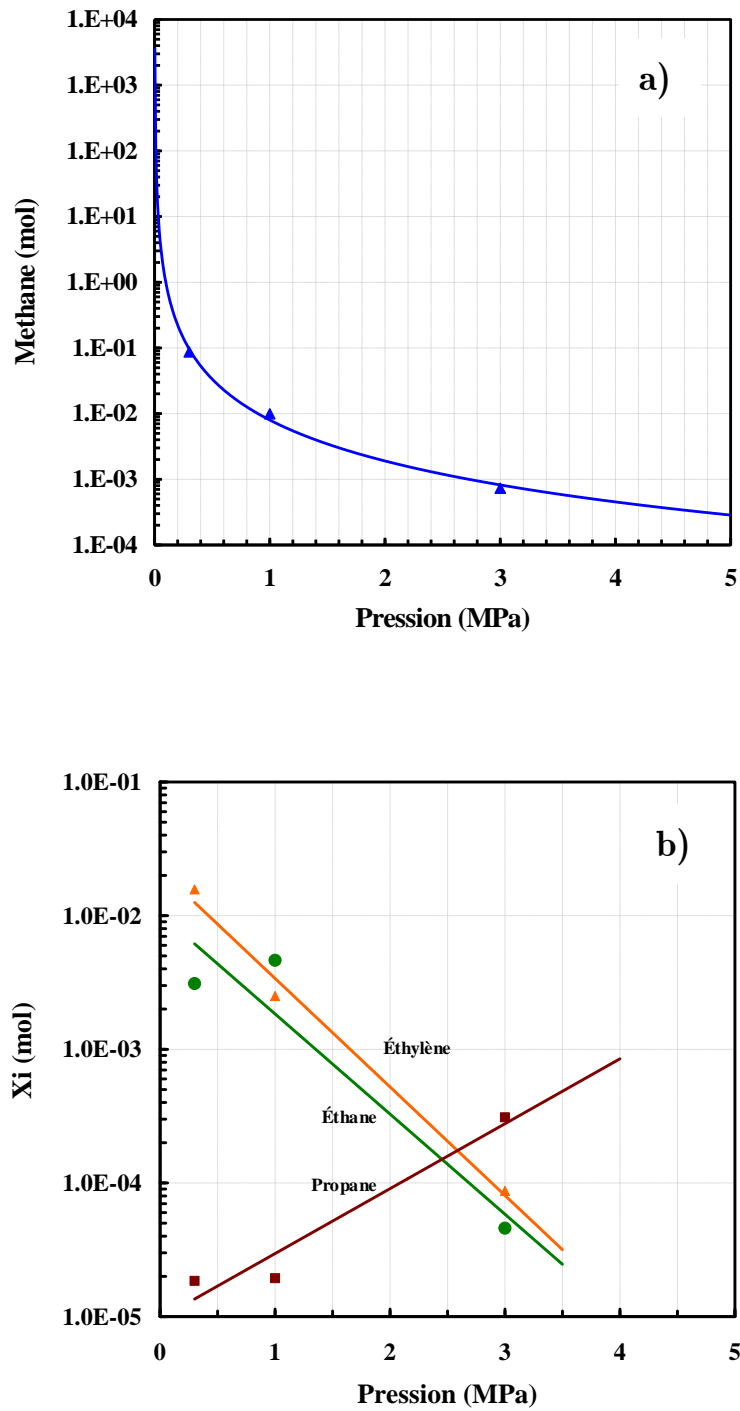 1.E+04
a)
1.E+03
1.E+02
1.E+01
1.E+00
1.E-01
1.E-02
1.E-03
1.E-04
Methane (mol)
0 1 2 3 4 5
Pression (MPa)
1.0E-01
b)
1.0E-02
1.0E-03
1.0E-04
1.0E-05
Xi (mol)
Éthylène
Éthane
Propane
0 1 2 3 4 5
Pression (MPa)